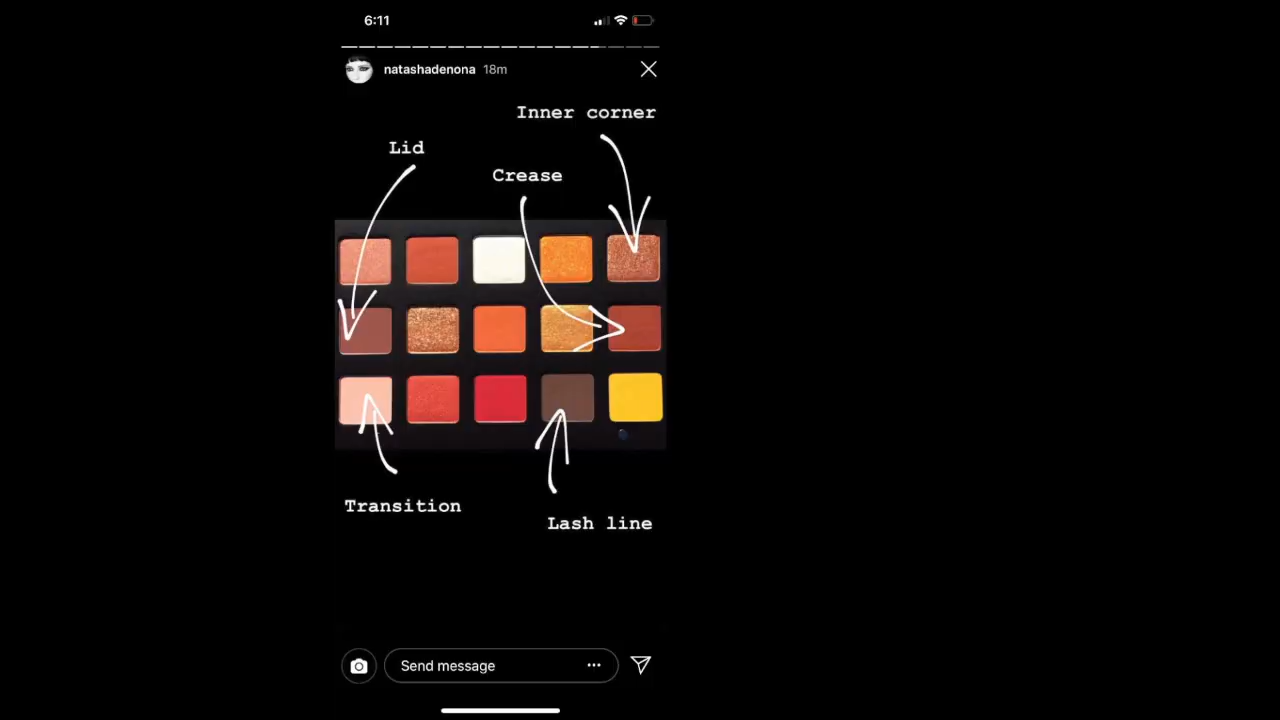 6:11
natashadenona 18m
Inner corner
Lid
Crease
Transition
Lash line
Send message